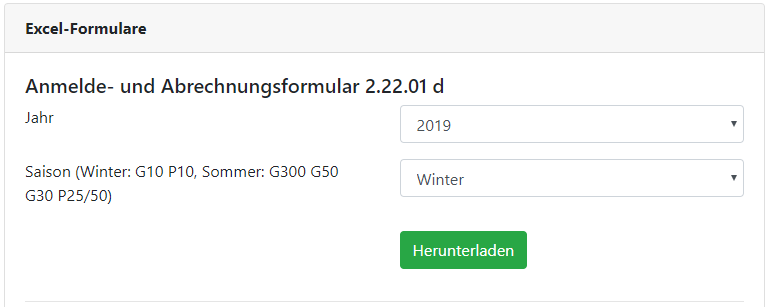 Excel-Formulare
Anmelde- und Abrechnungsformular 2.22.01 d
Jahr
2019
Saison (Winter: G10 P10, Sommer: G300 G50
G30 P25/50)
Winter
Herunterladen